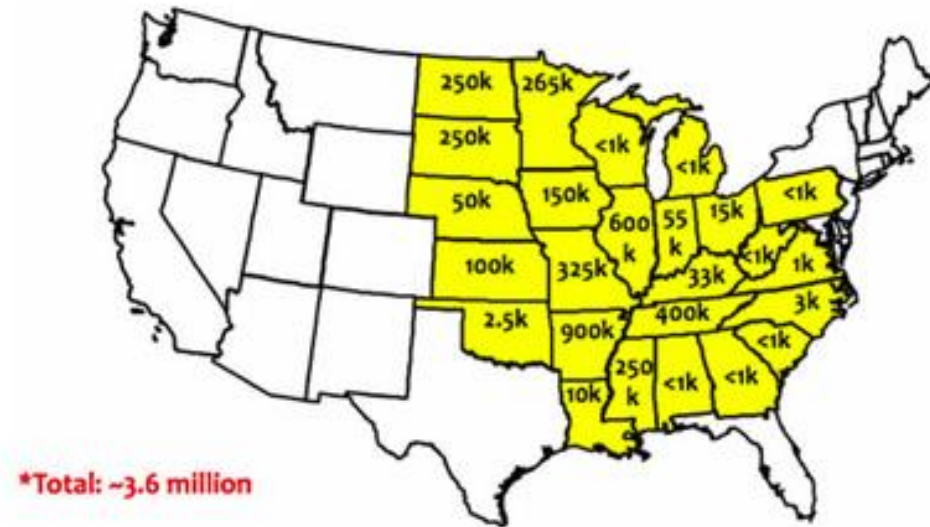 250k
265k
<1k
<1k
250k
50k
150k
600
k
55
k
15k
<1k
<1k
1k
100k
325k
33k
2.5k
900k
400k
3k
<1k
10k
250
k
<1k
<1k
*Total: ~3.6 million